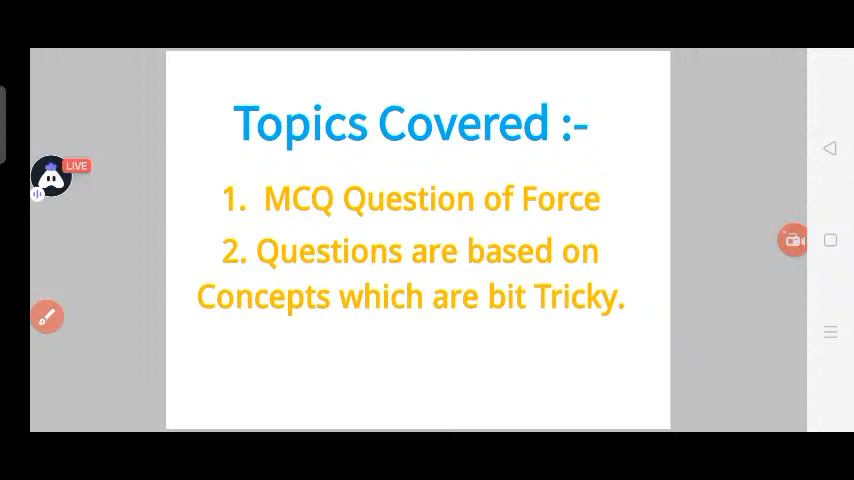 Topics Covered :-
LIVE
1. MCQ Question of Force
2. Questions are based on
Concepts which are bit Tricky.